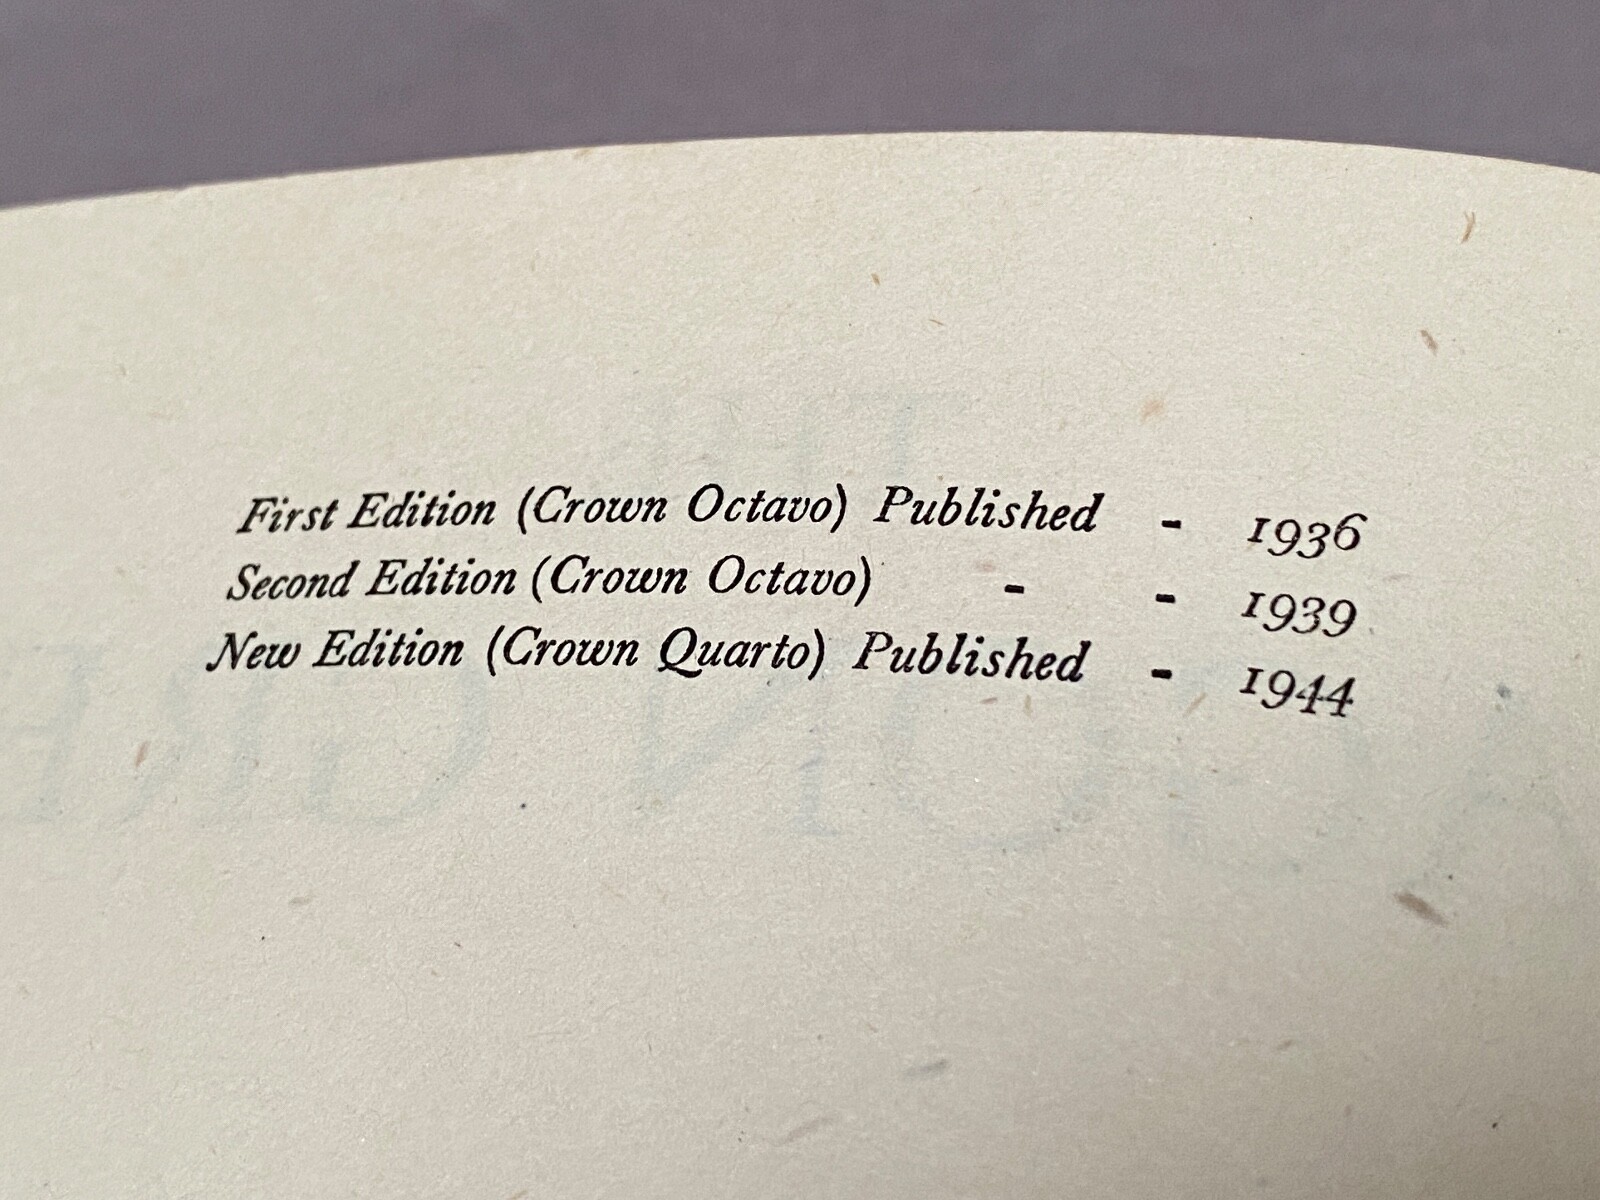 First Edition (Crown Octavo) Published - 1936
Second Edition (Crown Octavo) - - 1939
New Edition (Crown Quarto) Published - 1944